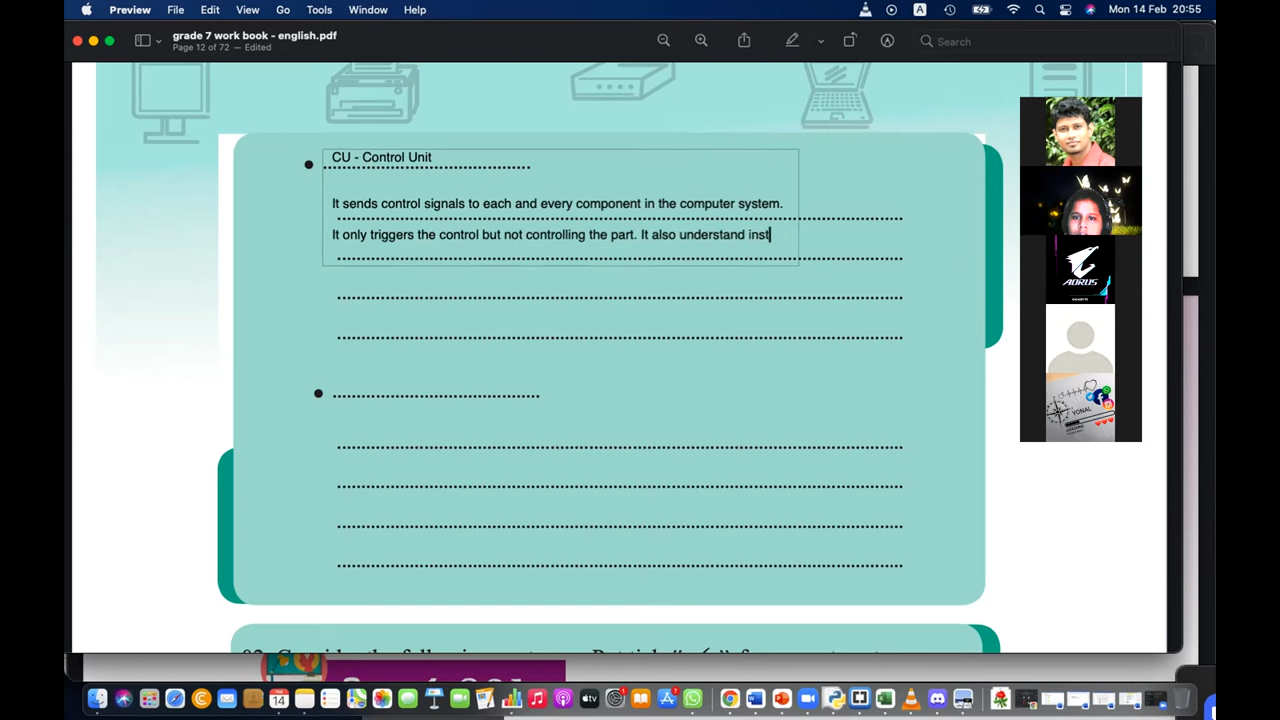 Preview File Edit View Go Tools Window Help
A Mon 14 Feb 20:55
grade 7 work book - english.pdf
Page 12 of 72 — Edited
Search
CU - Control Unit
It sends control signals to each and every component in the computer system.
It only triggers the control but not controlling the part. It also understand inst
AORUS
YONAL
LOADING